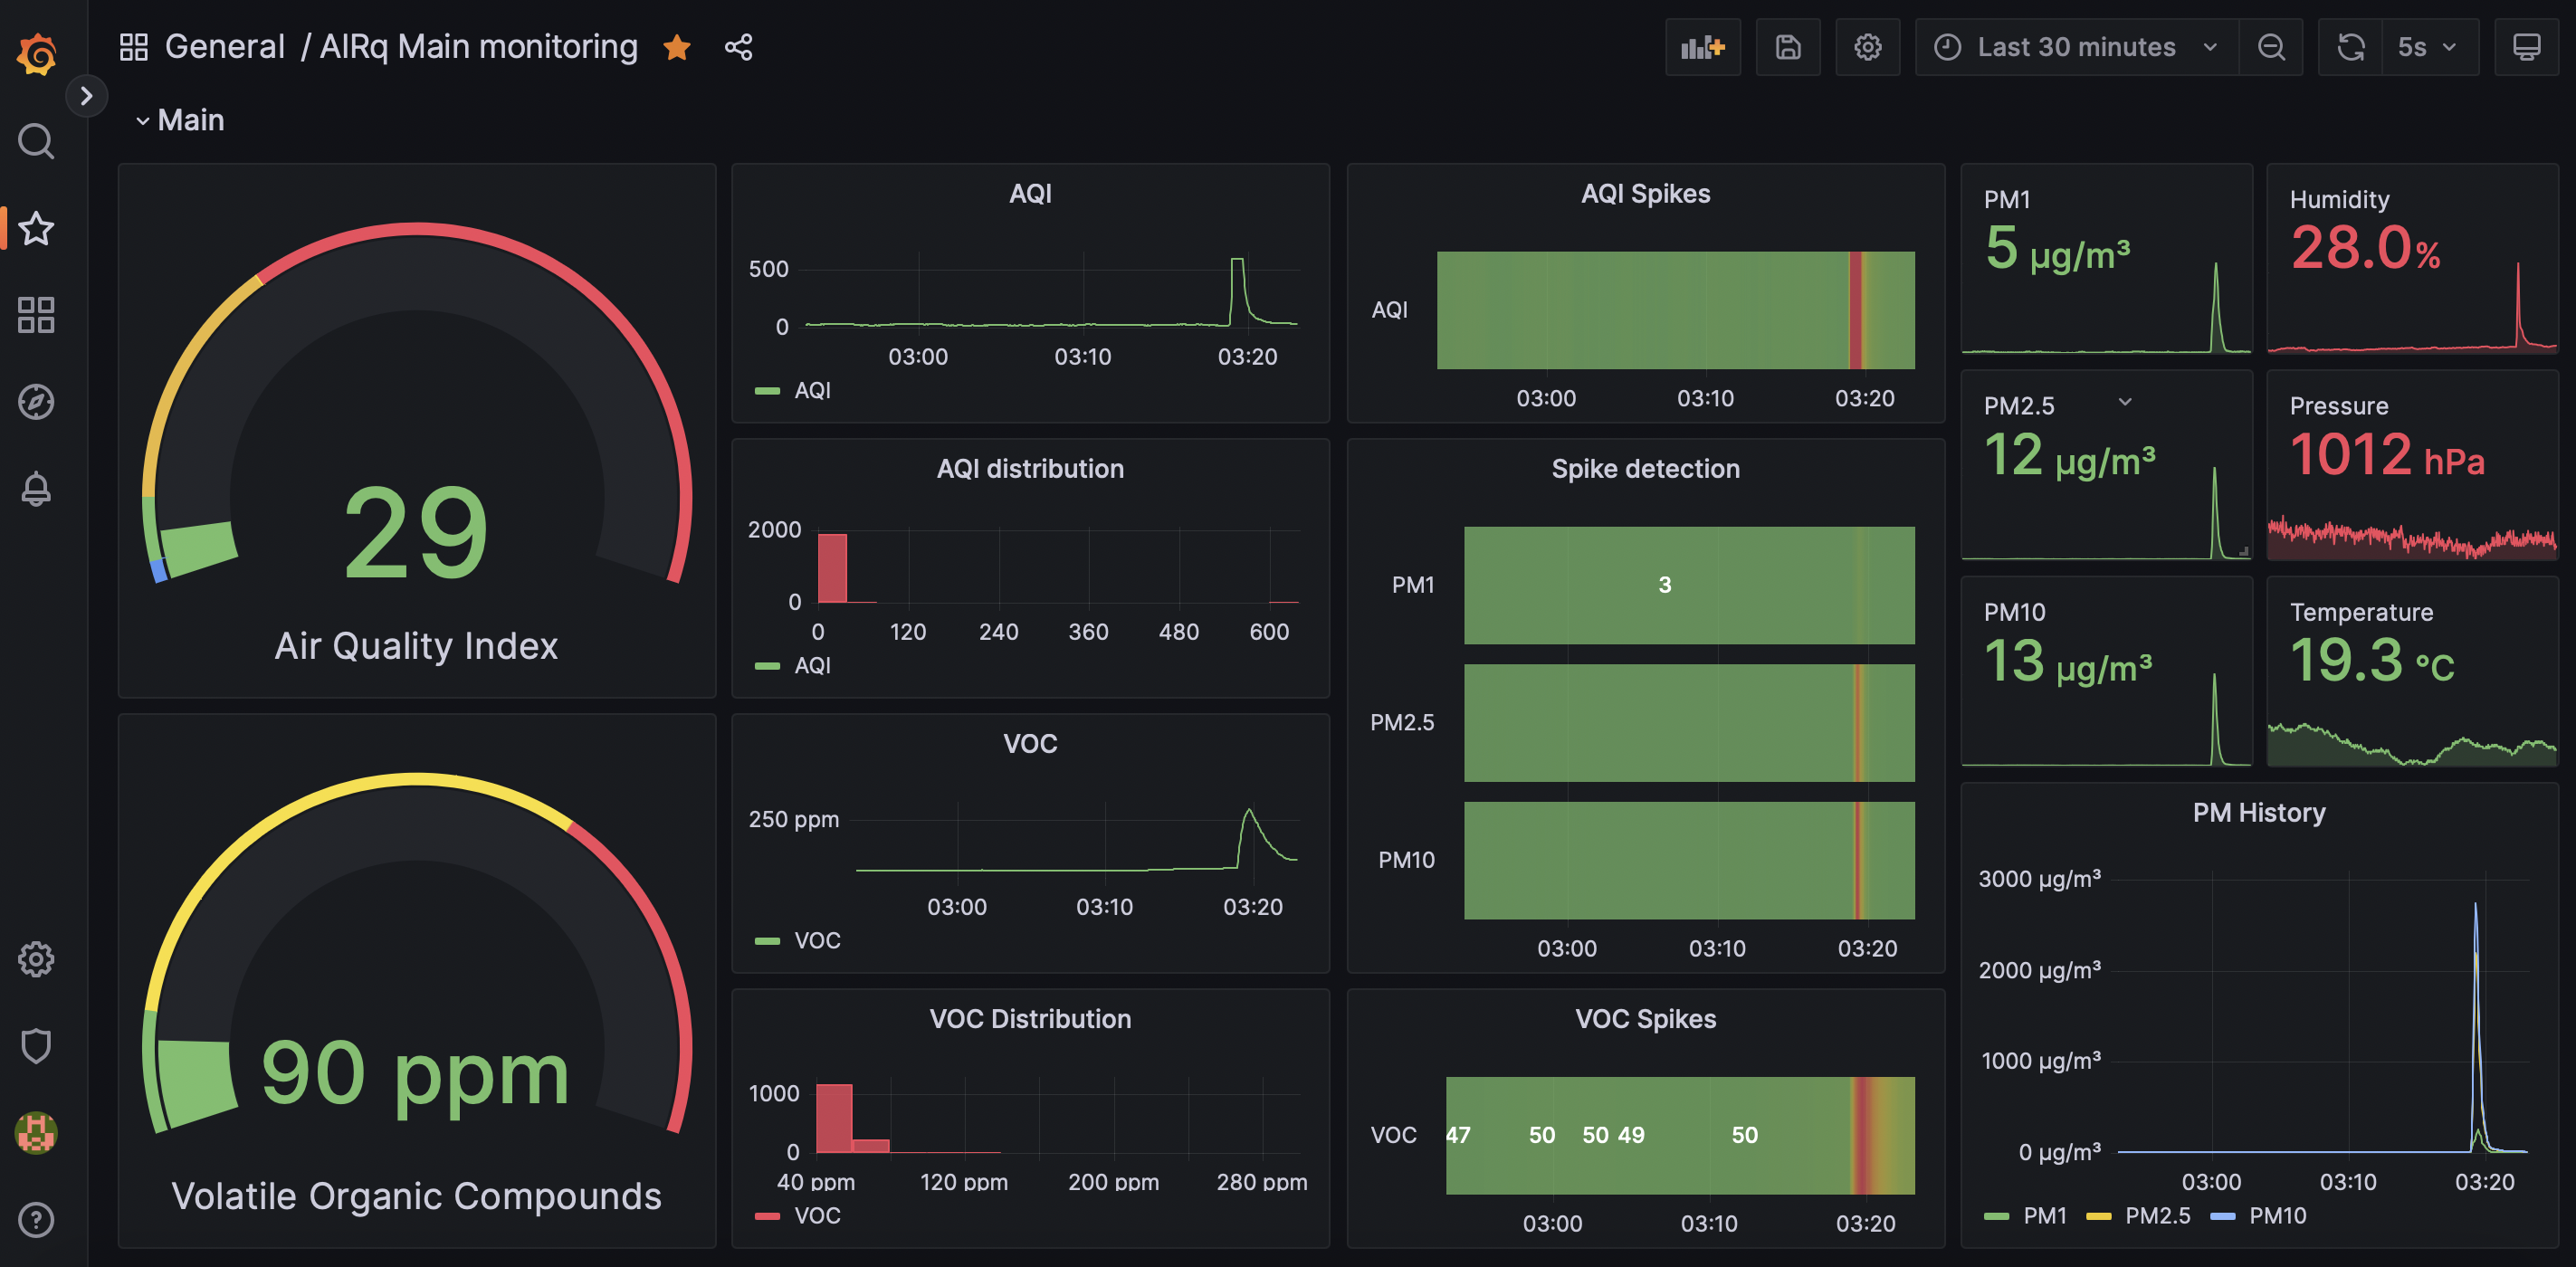 General / AIRq Main monitoring
Last 30 minutes
5s
Main
29
Air Quality Index
90 ppm
Volatile Organic Compounds
AQI
500
0
03:00 03:10 03:20
AQI
AQI distribution
2000
0
0 120 240 360 480 600
AQI
VOC
250 ppm
03:00 03:10 03:20
VOC
VOC Distribution
1000
0
40 ppm 120 ppm 200 ppm 280 ppm
VOC
AQI Spikes
AQI
03:00 03:10 03:20
Spike detection
PM1 3
PM2.5
PM10
03:00 03:10 03:20
VOC Spikes
VOC 47 50 50 49 50
03:00 03:10 03:20
PM1
5 µg/m³
Humidity
28.0%
PM2.5
12 µg/m³
Pressure
1012 hPa
PM10
13 µg/m³
Temperature
19.3 °C
PM History
3000 µg/m³
2000 µg/m³
1000 µg/m³
0 µg/m³
03:00 03:10 03:20
PM1 PM2.5 PM10